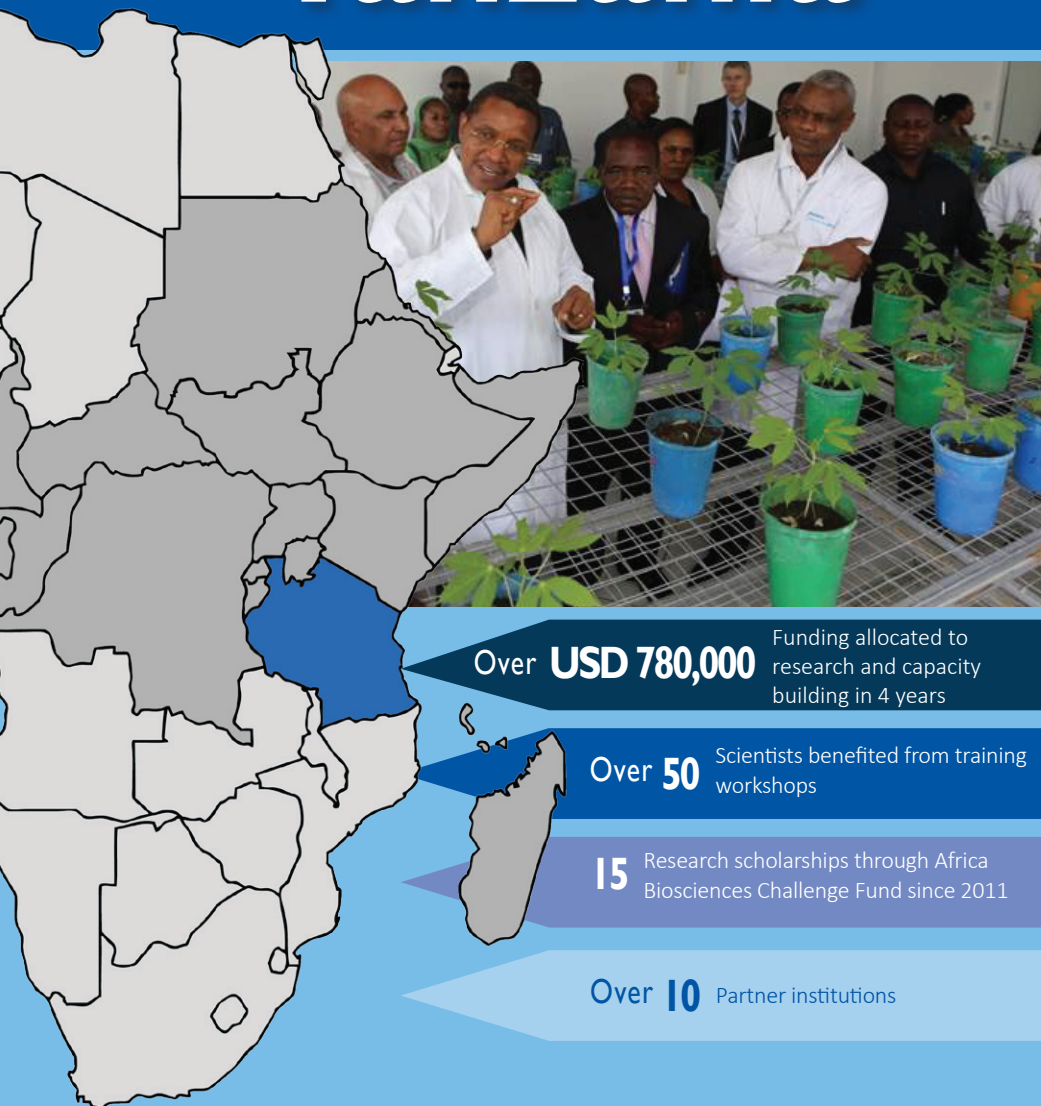 Tanzania
Over USD 780,000
Funding allocated to
research and capacity
building in 4 years
Over 50
Scientists benefited from training
workshops
15
Research scholarships through Africa
Biosciences Challenge Fund since 2011
Over 10 Partner institutions